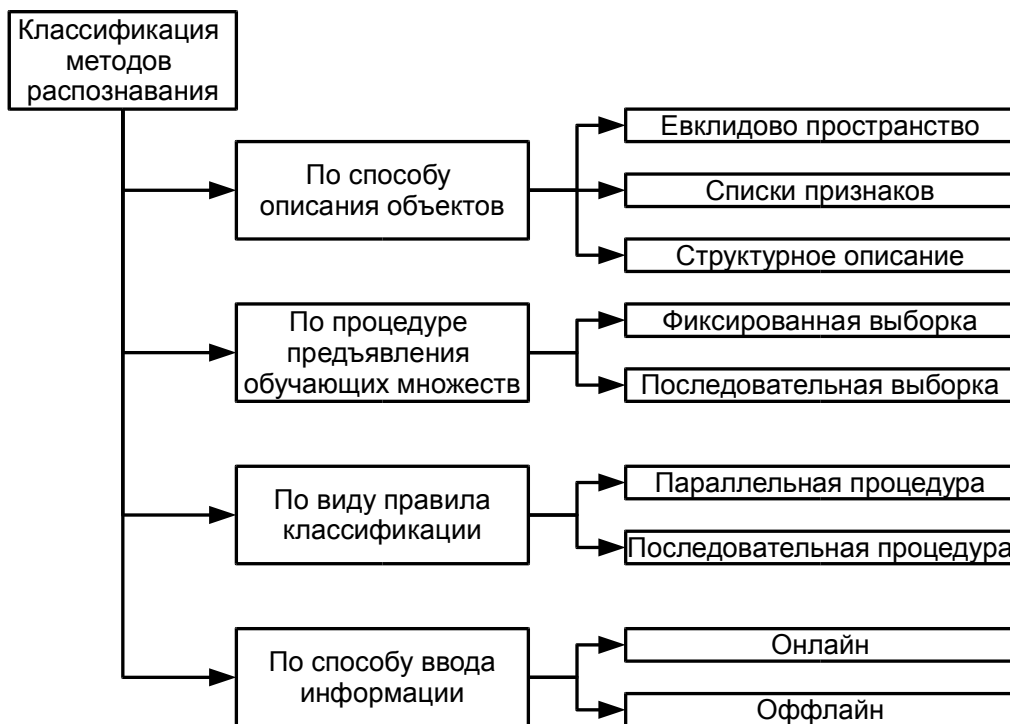 Классификация
методов
распознавания
По способу
описания объектов
Евклидово пространство
Списки признаков
Структурное описание
По процедуре
предъявления
обучающих множеств
Фиксированная выборка
Последовательная выборка
По виду правила
классификации
Параллельная процедура
Последовательная процедура
По способу ввода
информации
Онлайн
Оффлайн